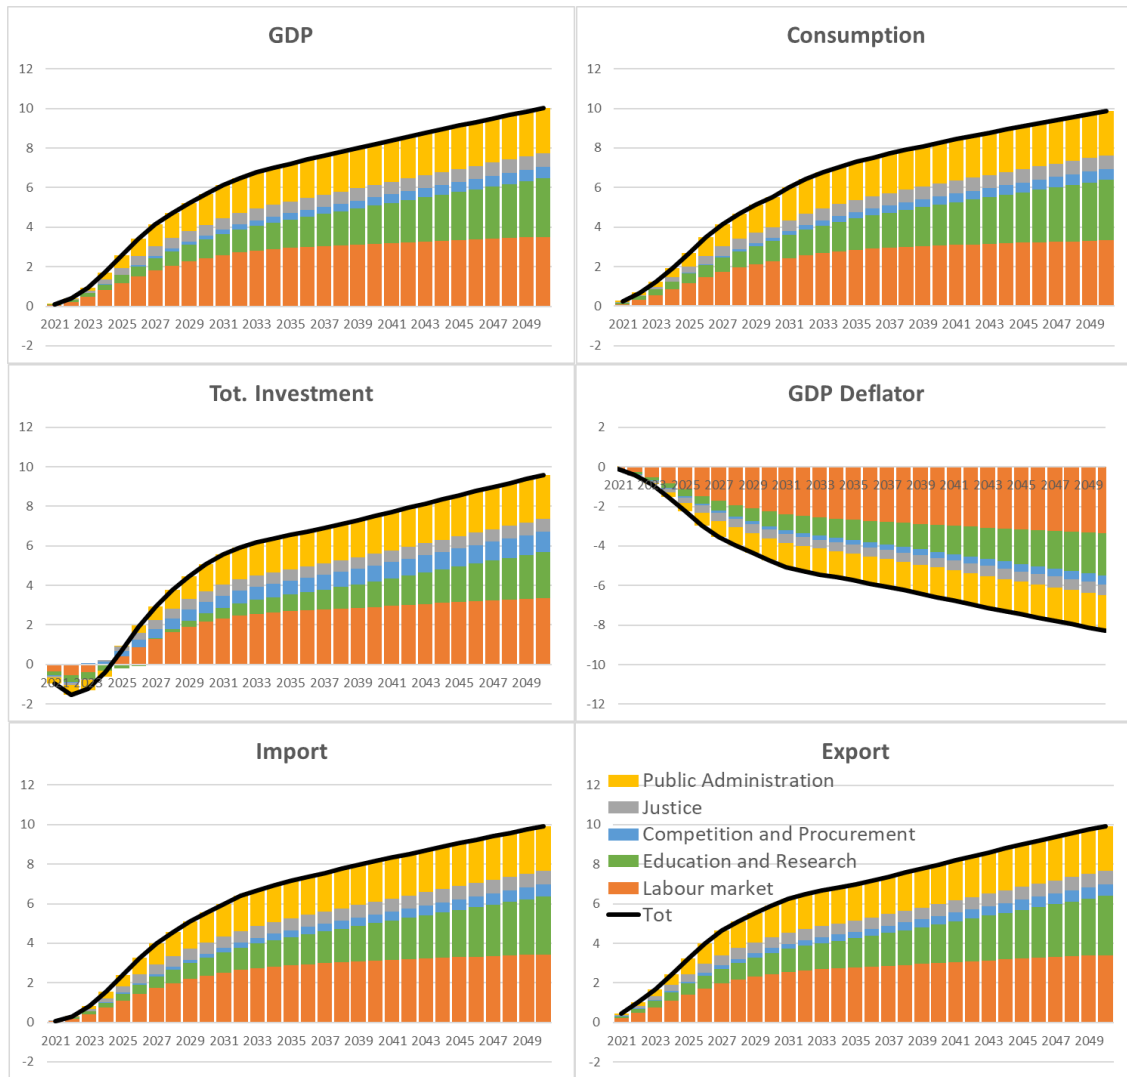 GDP
12
10
8
6
4
2
0
2021 2023 2025 2027 2029 2031 2033 2035 2037 2039 2041 2043 2045 2047 2049
-2
Consumption
12
10
8
6
4
2
0
2021 2023 2025 2027 2029 2031 2033 2035 2037 2039 2041 2043 2045 2047 2049
-2
Tot. Investment
12
10
8
6
4
2
0
2021 2023 2025 2027 2029 2031 2033 2035 2037 2039 2041 2043 2045 2047 2049
-2
GDP Deflator
2
0
2021 2023 2025 2027 2029 2031 2033 2035 2037 2039 2041 2043 2045 2047 2049
-2
-4
-6
-8
-10
-12
Import
12
10
8
6
4
2
0
2021 2023 2025 2027 2029 2031 2033 2035 2037 2039 2041 2043 2045 2047 2049
-2
Export
12
10
8
6
4
2
0
2021 2023 2025 2027 2029 2031 2033 2035 2037 2039 2041 2043 2045 2047 2049
-2
Public Administration
Justice
Competition and Procurement
Education and Research
Labour market
Tot